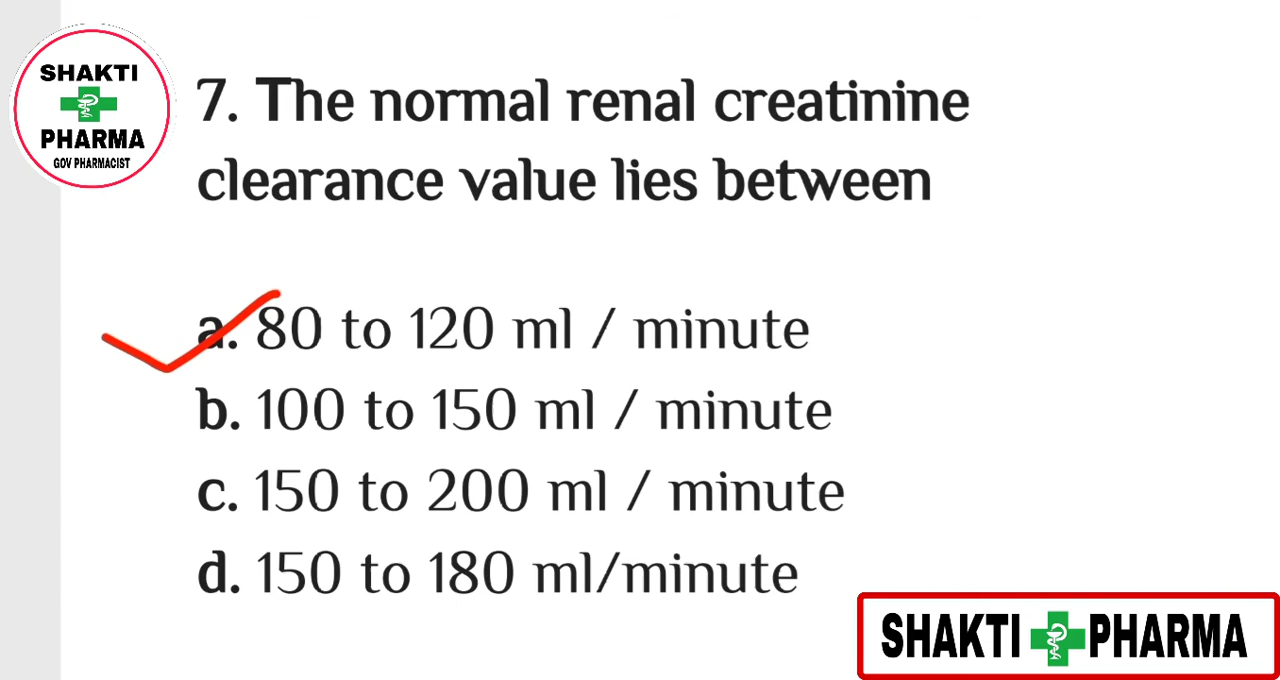 SHAKTI
PHARMA
GOV PHARMACIST
7. The normal renal creatinine
clearance value lies between
a. 80 to 120 ml / minute
b. 100 to 150 ml / minute
c. 150 to 200 ml / minute
d. 150 to 180 ml/minute
SHAKTI PHARMA